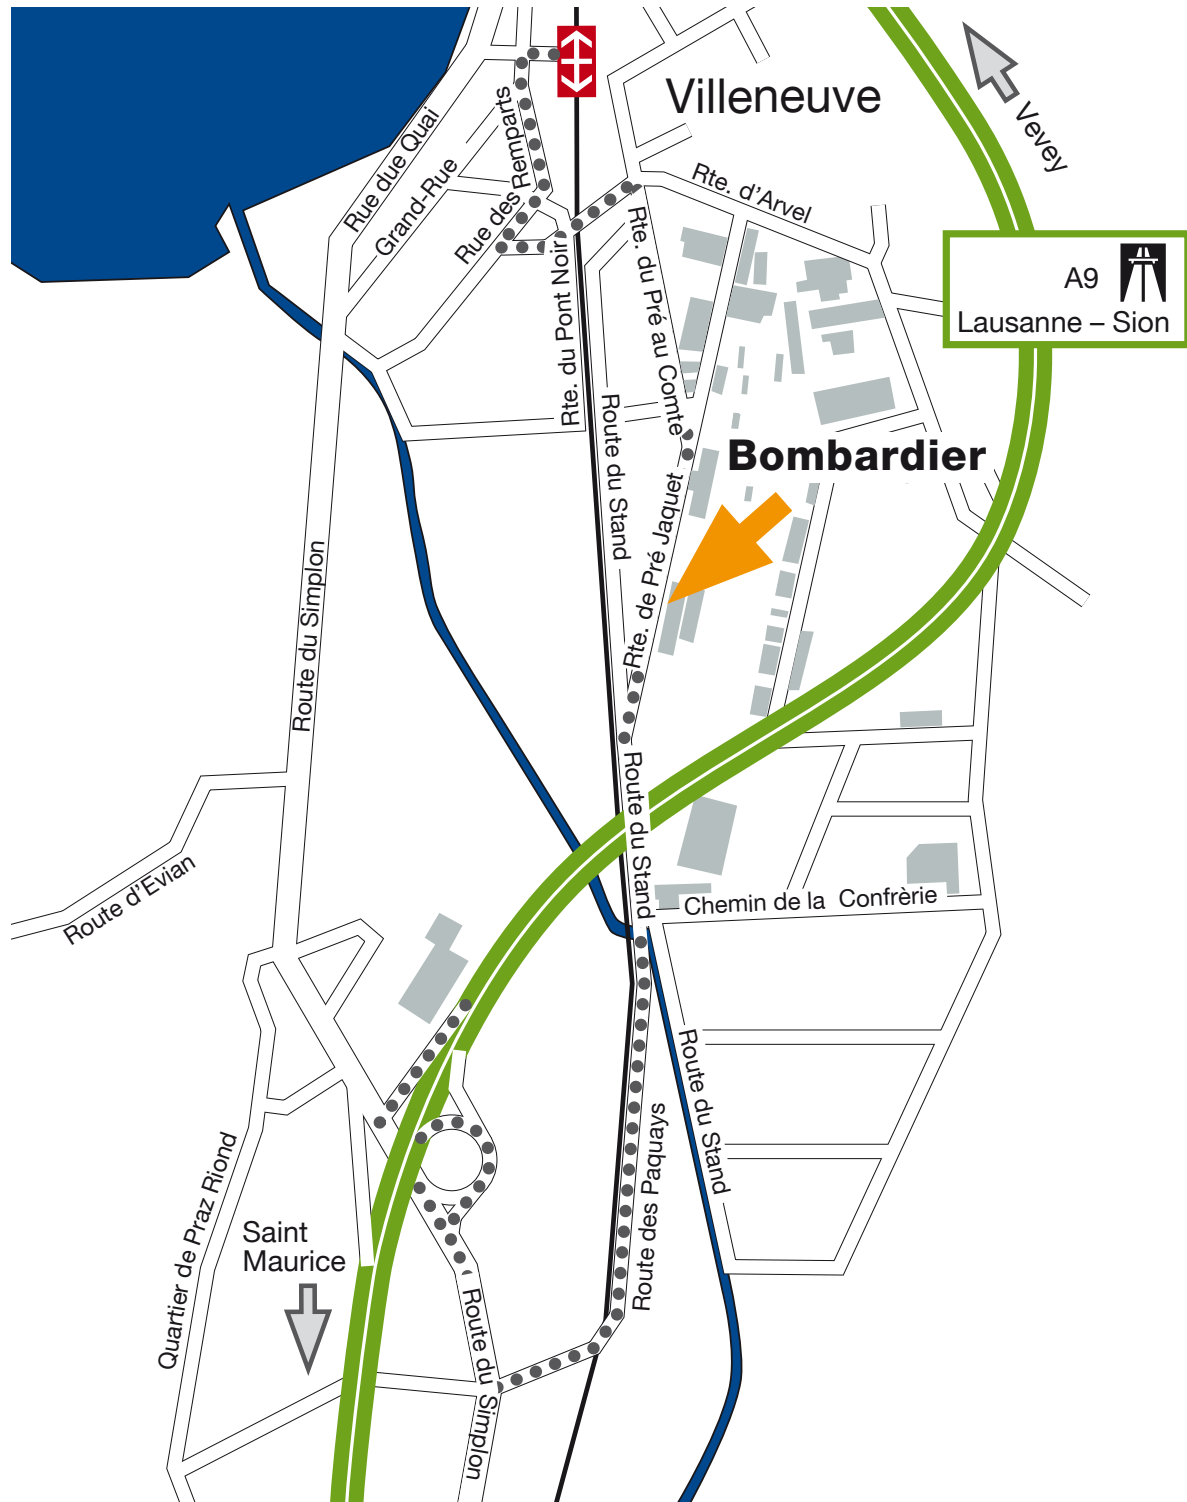 Villeneuve
Vevey
Rue due Quai
Grand-Rue
Rue des Remparts
Rte. d'Arvel
Rte. du Pont Noir
Rte. du Pré au Comte
A9
Lausanne – Sion
Route du Stand
Bombardier
Rte. de Pré Jaquet
Route du Simplon
Route du Stand
Route d'Evian
Chemin de la Confrèrie
Route du Stand
Route des Paquays
Quartier de Praz Riond
Saint
Maurice
Route du Simplon